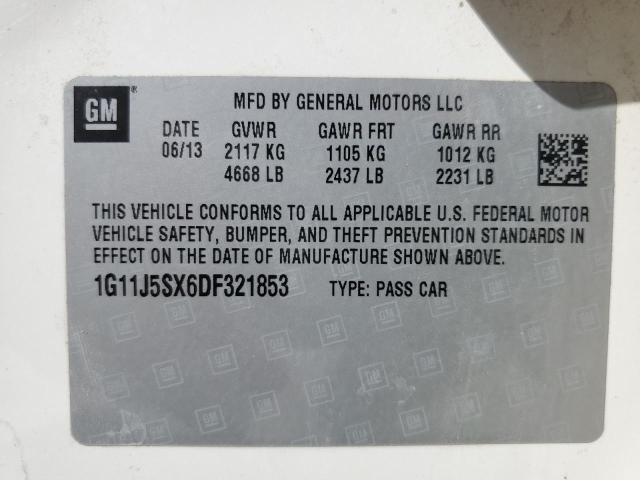 GM ® MFD BY GENERAL MOTORS LLC
DATE GVWR GAWR FRT GAWR RR
06/13 2117 KG 1105 KG 1012 KG
4668 LB 2437 LB 2231 LB
THIS VEHICLE CONFORMS TO ALL APPLICABLE U.S. FEDERAL MOTOR
VEHICLE SAFETY, BUMPER, AND THEFT PREVENTION STANDARDS IN
EFFECT ON THE DATE OF MANUFACTURE SHOWN ABOVE.
1G11J5SX6DF321853 TYPE: PASS CAR